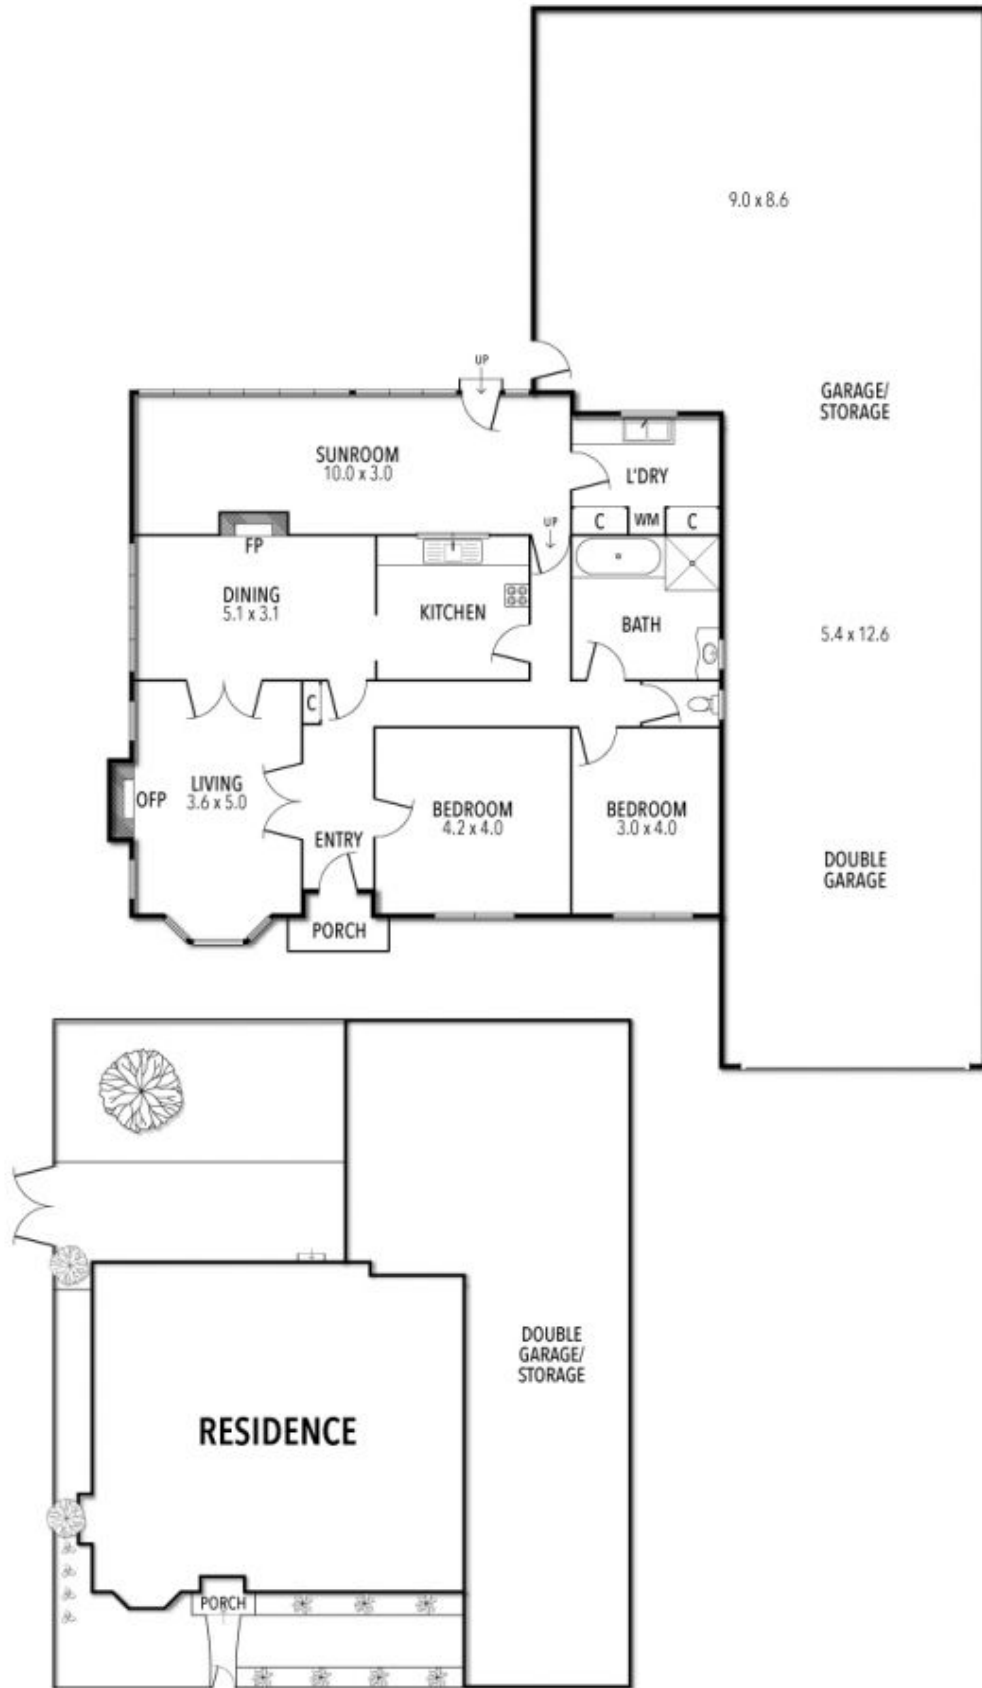 9.0 x 8.6
UP
GARAGE/
STORAGE
SUNROOM
10.0 x 3.0
L'DRY
UP
C
WM
C
FP
DINING
5.1 x 3.1
KITCHEN
BATH
5.4 x 12.6
C
LIVING
3.6 x 5.0
OFP
BEDROOM
4.2 x 4.0
BEDROOM
3.0 x 4.0
ENTRY
DOUBLE
GARAGE
PORCH
DOUBLE
GARAGE/
STORAGE
RESIDENCE
PORCH